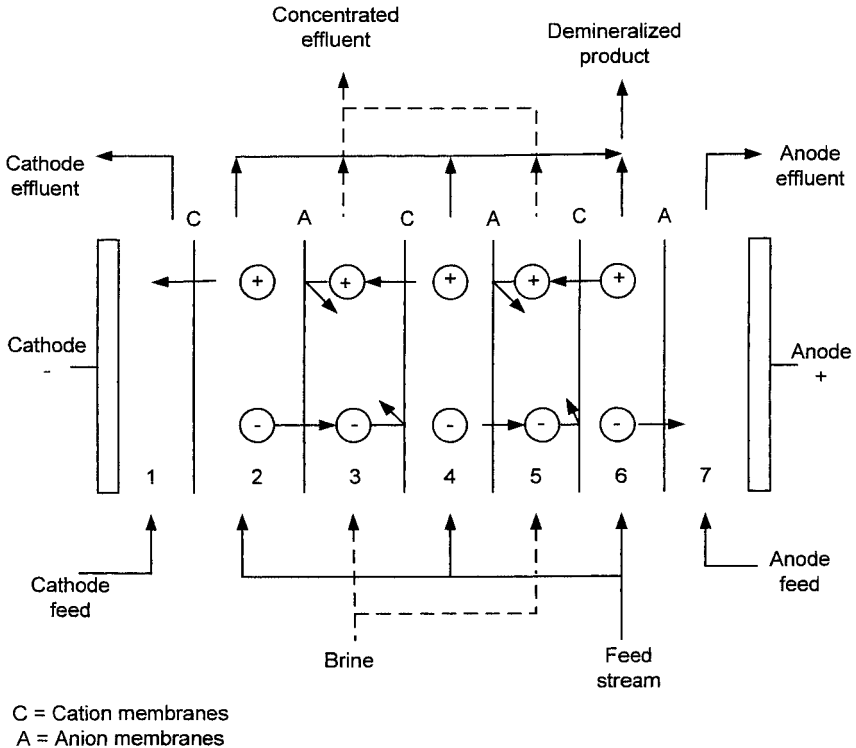 Concentrated
effluent
Demineralized
product
Cathode
effluent
Anode
effluent
C
A
C
A
C
A
+
+
+
+
+
Cathode
-
Anode
+
-
-
-
-
-
1
2
3
4
5
6
7
Cathode
feed
Anode
feed
Brine
Feed
stream
C = Cation membranes
A = Anion membranes